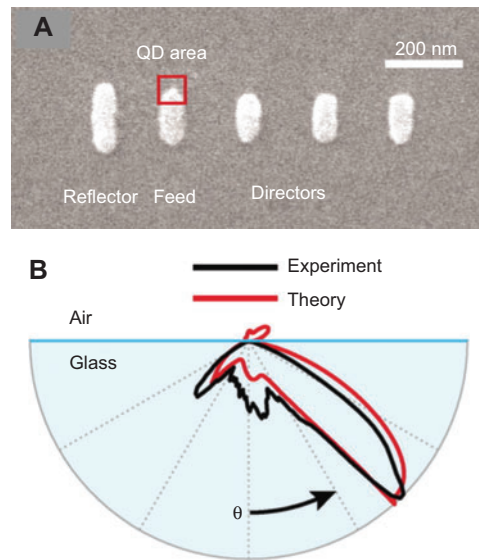 A
QD area
200 nm
Reflector Feed Directors
B
Experiment
Theory
Air
Glass
θ